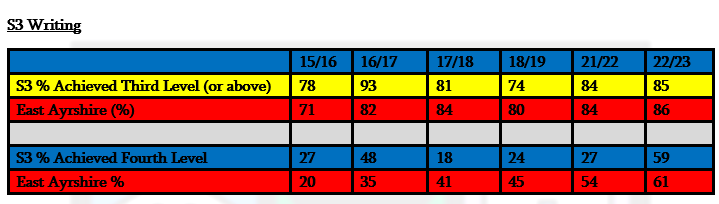 S3 Writing
15/16 16/17 17/18 18/19 21/22 22/23
S3 % Achieved Third Level (or above) 78 93 81 74 84 85
East Ayrshire (%) 71 82 84 80 84 86
S3 % Achieved Fourth Level 27 48 18 24 27 59
East Ayrshire % 20 35 41 45 54 61